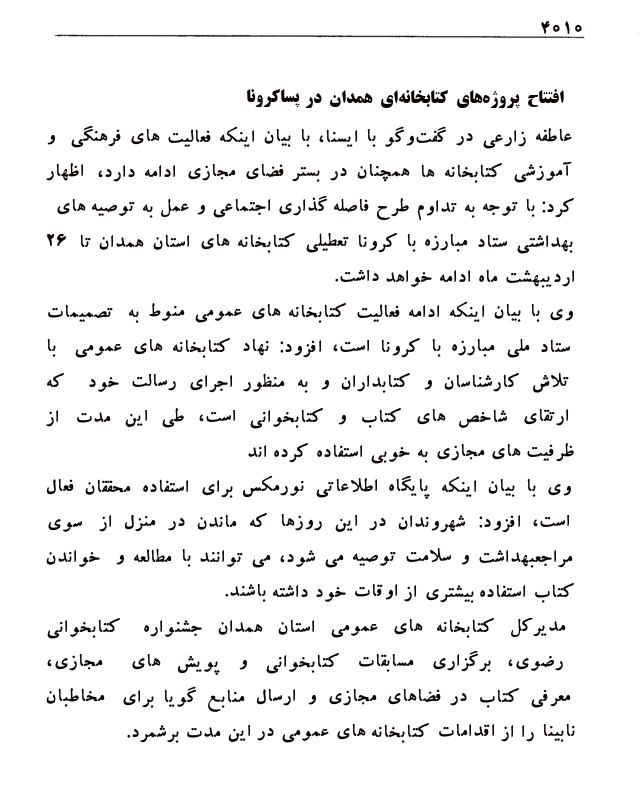 ۴۰۱۰
افتتاح پروژه‌های کتابخانه‌ای همدان در پساکرونا
عاطفه زارعی در گفت‌وگو با ایسنا، با بیان اینکه فعالیت های فرهنگی و
آموزشی کتابخانه ها همچنان در بستر فضای مجازی ادامه دارد، اظهار
کرد: با توجه به تداوم طرح فاصله گذاری اجتماعی و عمل به توصیه های
بهداشتی ستاد مبارزه با کرونا تعطیلی کتابخانه های استان همدان تا ۲۶
اردیبهشت ماه ادامه خواهد داشت.
وی با بیان اینکه ادامه فعالیت کتابخانه های عمومی منوط به تصمیمات
ستاد ملی مبارزه با کرونا است، افزود: نهاد کتابخانه های عمومی با
تلاش کارشناسان و کتابداران و به منظور اجرای رسالت خود که
ارتقای شاخص های کتاب و کتابخوانی است، طی این مدت از
ظرفیت های مجازی به خوبی استفاده کرده اند
وی با بیان اینکه پایگاه اطلاعاتی نورمکس برای استفاده محققان فعال
است، افزود: شهروندان در این روزها که ماندن در منزل از سوی
مراجعبهداشت و سلامت توصیه می شود، می توانند با مطالعه و خواندن
کتاب استفاده بیشتری از اوقات خود داشته باشند.
مدیرکل کتابخانه های عمومی استان همدان جشنواره کتابخوانی
رضوی، برگزاری مسابقات کتابخوانی و پویش های مجازی،
معرفی کتاب در فضاهای مجازی و ارسال منابع گویا برای مخاطبان
نابینا را از اقدامات کتابخانه های عمومی در این مدت برشمرد.